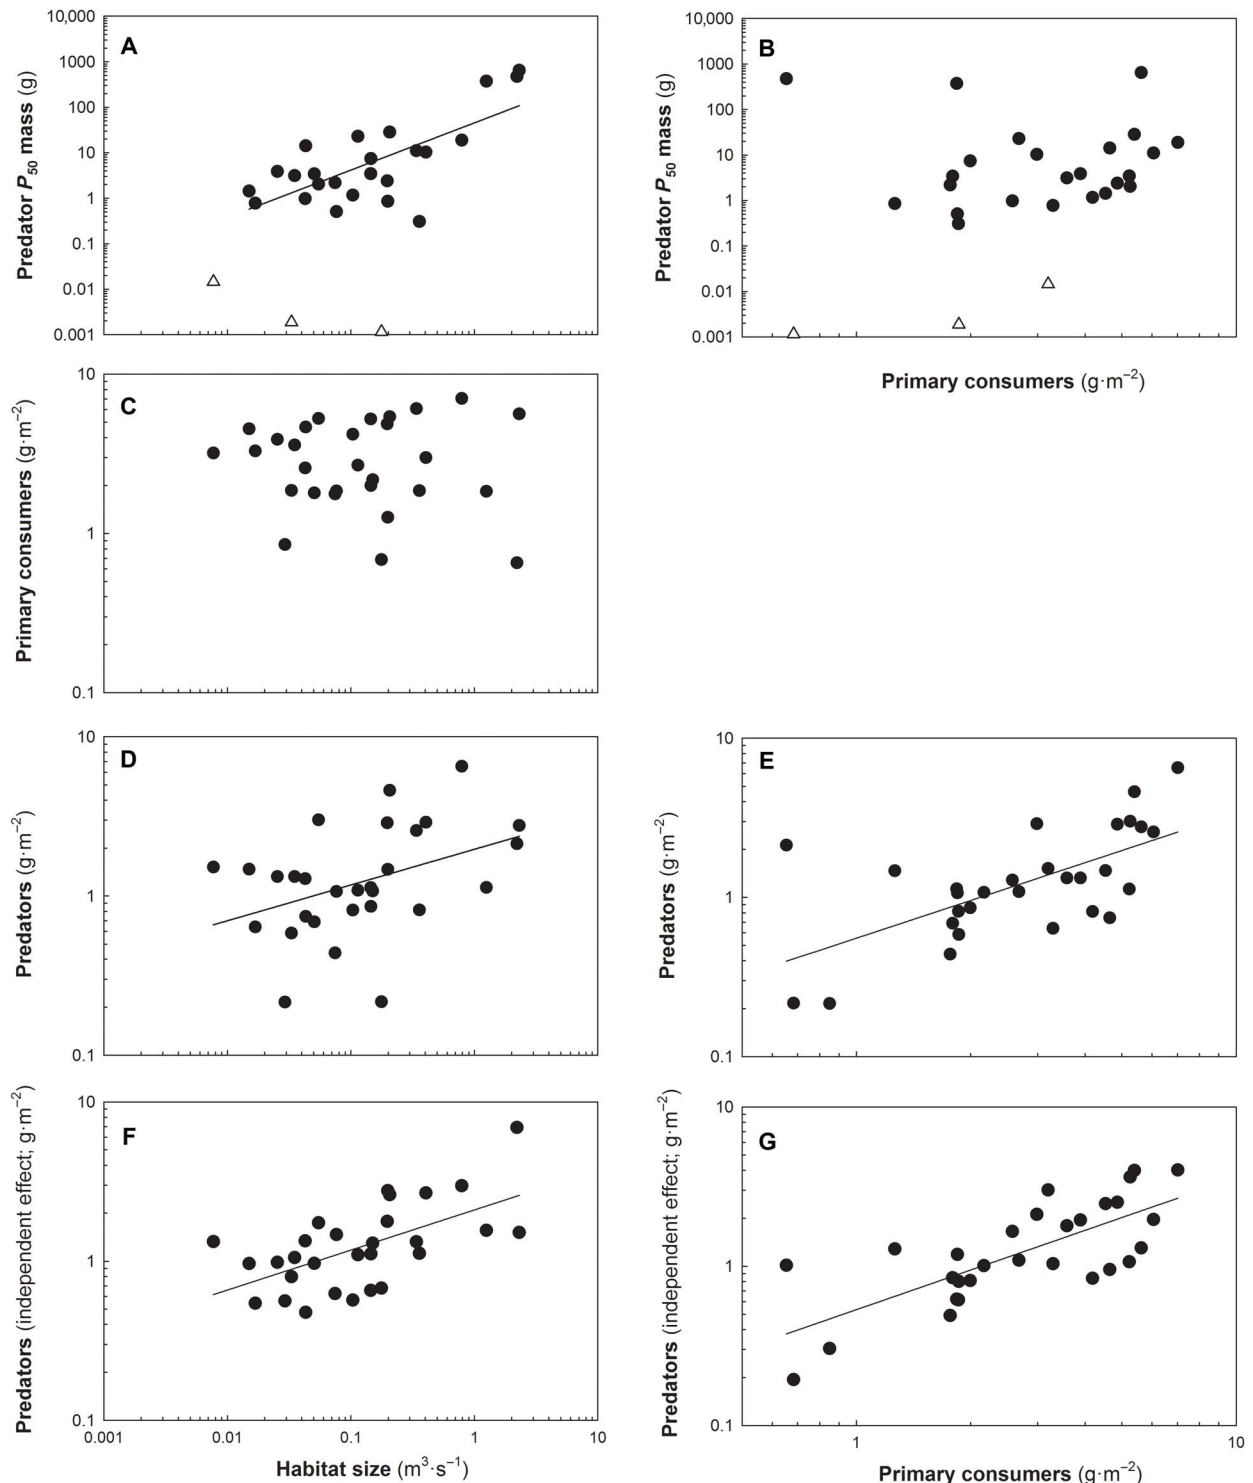 A
10,000
1000
100
10
1
0.1
0.01
0.001
Predator P50 mass (g)
B
10,000
1000
100
10
1
0.1
0.01
0.001
Predator P50 mass (g)
Primary consumers (g·m−2)
C
10
1
0.1
Primary consumers (g·m−2)
D
10
1
0.1
Predators (g·m−2)
E
10
1
0.1
Predators (g·m−2)
F
10
1
0.1
Predators (independent effect; g·m−2)
0.001
0.01
0.1
1
10
Habitat size (m3·s−1)
G
10
1
0.1
Predators (independent effect; g·m−2)
1
10
Primary consumers (g·m−2)